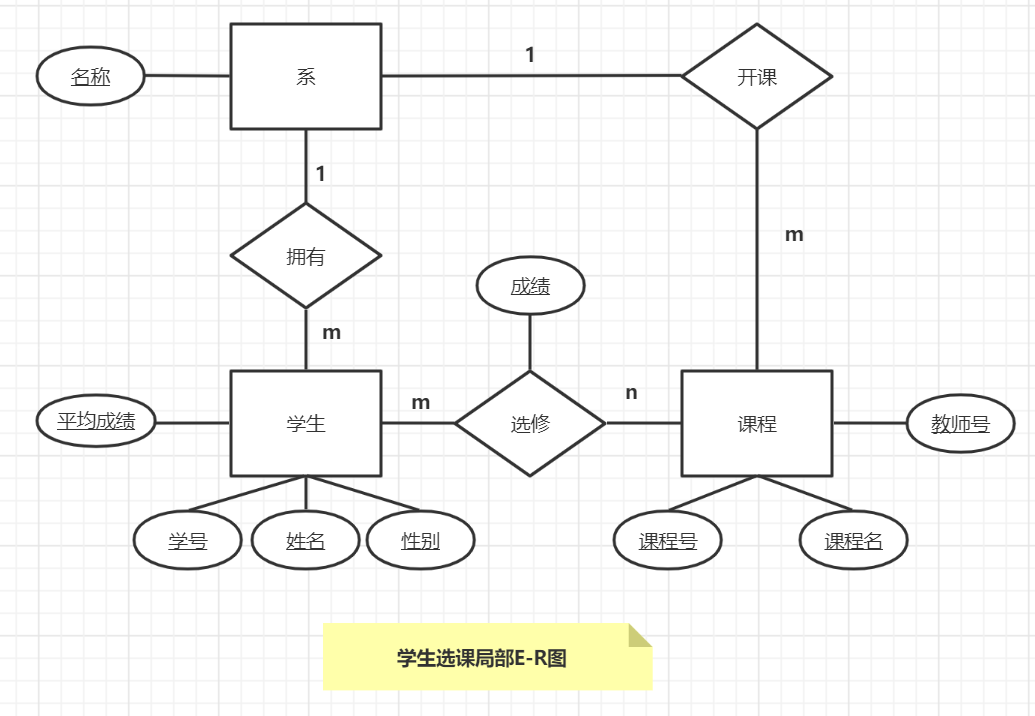 名称
系
1
开课
1
m
拥有
成绩
m
平均成绩
学生
m
选修
n
课程
教师号
学号
姓名
性别
课程号
课程名
学生选课局部E-R图